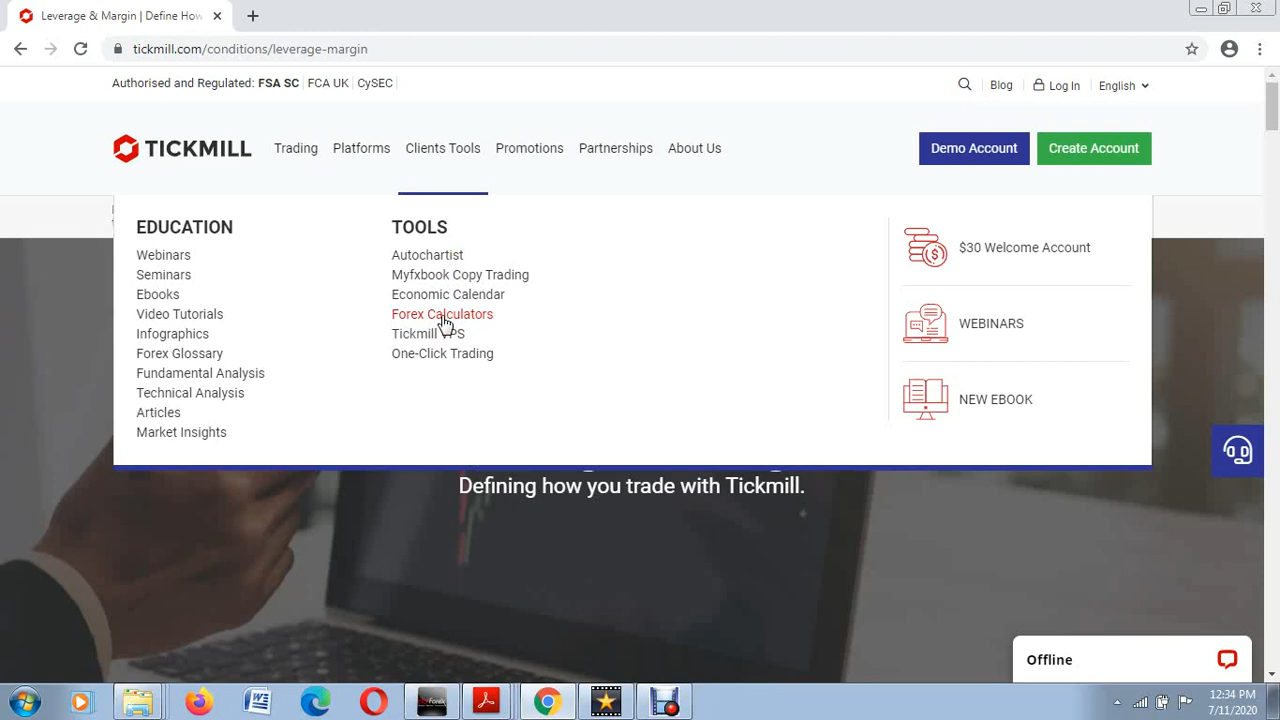 Leverage & Margin | Define How
tickmill.com/conditions/leverage-margin
Authorised and Regulated: FSA SC | FCA UK | CySEC |
Blog | Log In | English
TICKMILL Trading Platforms Clients Tools Promotions Partnerships About Us Demo Account Create Account
EDUCATION
Webinars
Seminars
Ebooks
Video Tutorials
Infographics
Forex Glossary
Fundamental Analysis
Technical Analysis
Articles
Market Insights
TOOLS
Autochartist
Myfxbook Copy Trading
Economic Calendar
Forex Calculators
Tickmill VPS
One-Click Trading
$30 Welcome Account
WEBINARS
NEW EBOOK
Defining how you trade with Tickmill.
Offline
12:34 PM
7/11/2020